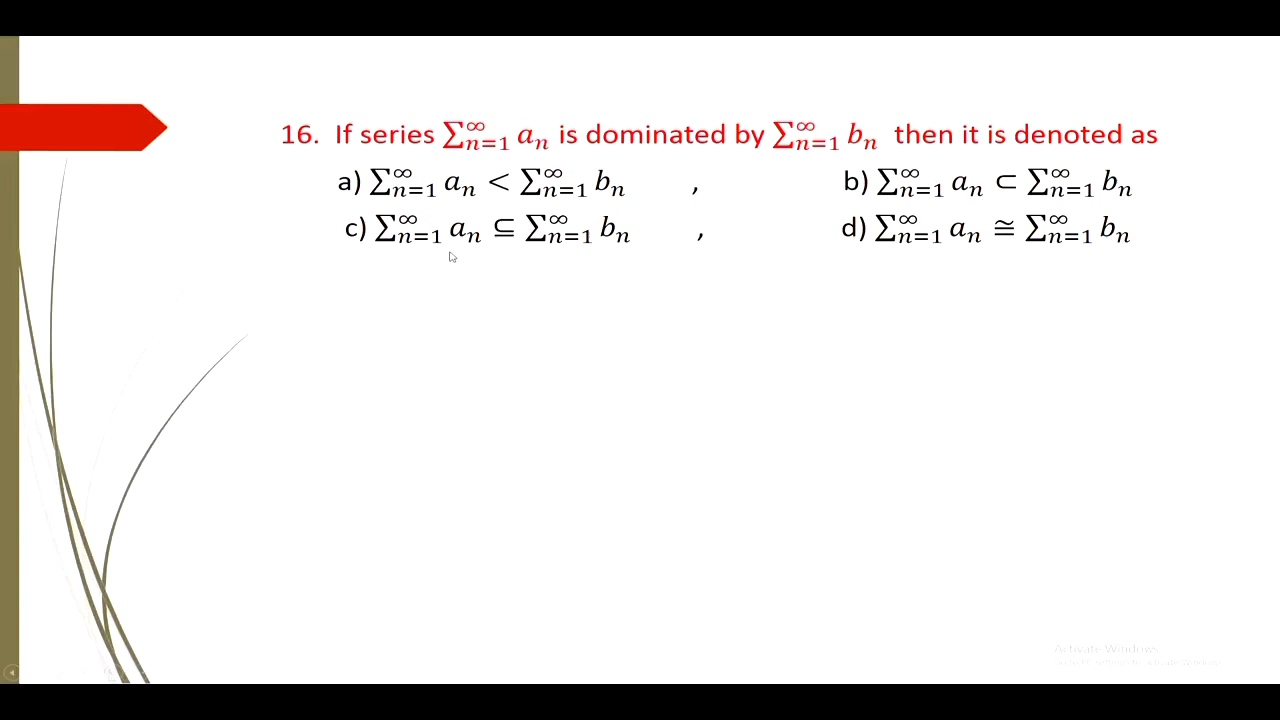 16. If series ∑_{n=1}^{∞} a_n is dominated by ∑_{n=1}^{∞} b_n then it is denoted as
a) ∑_{n=1}^{∞} a_n < ∑_{n=1}^{∞} b_n , b) ∑_{n=1}^{∞} a_n ⊂ ∑_{n=1}^{∞} b_n
c) ∑_{n=1}^{∞} a_n ⊆ ∑_{n=1}^{∞} b_n , d) ∑_{n=1}^{∞} a_n ≅ ∑_{n=1}^{∞} b_n
Activate Windows